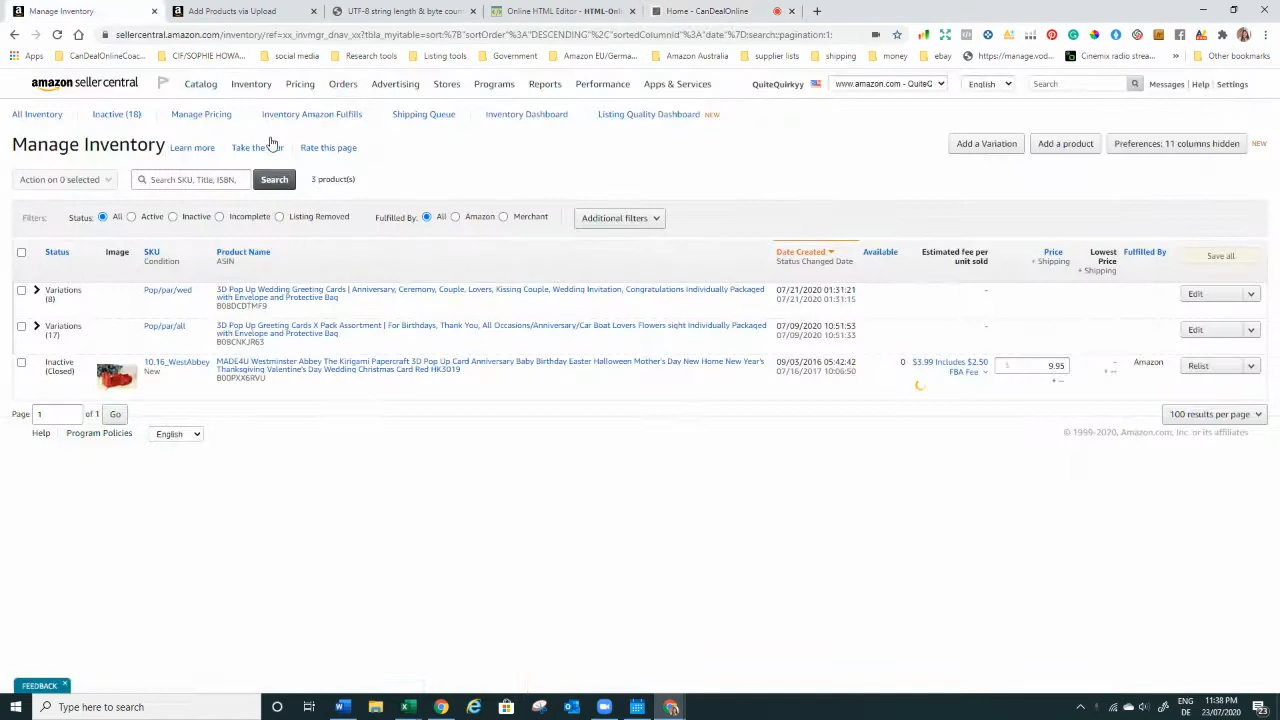 Manage Inventory
Add Products via Upload
UTF-8 string length & byte coun
Online HTML Editor - HTML-Onli
Home - CanDealOnline
sellercentral.amazon.com/inventory/ref=xx_invmgr_dnav_xx?tbla_myitable=sort:%7B"sortOrder"%3A"DESCENDING"%2C"sortedColumnId"%3A"date"%7D;search:;pagination:1;
Apps
CanDealOnlineCoac...
CIF/SOPHIE HOWA...
social media
Research tools
Listing tools
Government
Amazon EU/Germa...
Amazon Australia
supplier lists
shipping
money
ebay
https://manage.vod...
Cinemix radio strea...
Other bookmarks
amazon seller central
Catalog Inventory Pricing Orders Advertising Stores Programs Reports Performance Apps & Services
QuiteQuirkyy
www.amazon.com - QuiteQ
English
Search
Messages | Help | Settings
All Inventory Inactive (18) Manage Pricing Inventory Amazon Fulfills Shipping Queue Inventory Dashboard Listing Quality Dashboard NEW
Manage Inventory Learn more Take the Rate this page
Add a Variation Add a product Preferences: 11 columns hidden NEW
Action on 0 selected
Search SKU, Title, ISBN,
Search
3 product(s)
Filters: Status: All Active Inactive Incomplete Listing Removed Fulfilled By: All Amazon Merchant Additional filters
Status Image SKU Product Name Date Created Available Estimated fee per Price Lowest Fulfilled By Save all
Condition ASIN Status Changed Date unit sold + Shipping Price
+ Shipping
Variations Pop/par/wed 3D Pop Up Wedding Greeting Cards | Anniversary, Ceremony, Couple, Lovers, Kissing Couple, Wedding Invitation, Congratulations Individually Packaged 07/21/2020 01:31:21 - Edit
(8) with Envelope and Protective Bag 07/21/2020 01:31:15
B08DCDTMF9
Variations Pop/par/all 3D Pop Up Greeting Cards X Pack Assortment | For Birthdays, Thank You, All Occasions/Anniversary/Car Boat Lovers Flowers sight Individually Packaged 07/09/2020 10:51:53 - Edit
(17) with Envelope and Protective Bag 07/09/2020 10:51:33
B08CNKJR63
Inactive 10.16_WestAbbey MADE4U Westminster Abbey The Kirigami Papercraft 3D Pop Up Card Anniversary Baby Birthday Easter Halloween Mother's Day New Home New Year's 09/03/2016 05:42:42 0 $3.99 Includes $2.50 $ 9.95 - Amazon Relist
(Closed) New Thanksgiving Valentine's Day Wedding Christmas Card Red HK3019 07/16/2017 10:06:50 FBA Fee + -- + --
B00PXX6RVU
Page 1 of 1 Go
100 results per page
Help Program Policies English
© 1999-2020, Amazon.com, Inc. or its affiliates
FEEDBACK ×
Type here to search
ENG
DE
11:38 PM
23/07/2020
23